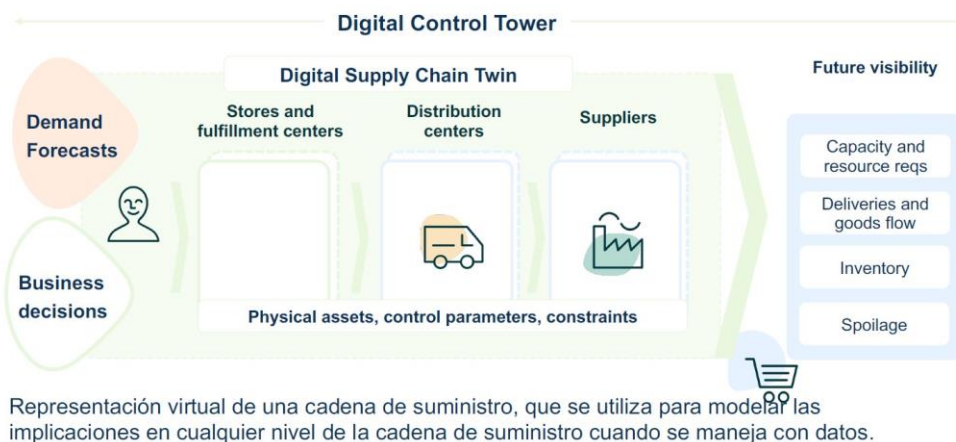 Digital Control Tower
Digital Supply Chain Twin
Future visibility
Demand
Forecasts
Stores and
fulfillment centers
Distribution
centers
Suppliers
Capacity and
resource reqs
Deliveries and
goods flow
Business
decisions
Inventory
Physical assets, control parameters, constraints
Spoilage
Representación virtual de una cadena de suministro, que se utiliza para modelar las
implicaciones en cualquier nivel de la cadena de suministro cuando se maneja con datos.